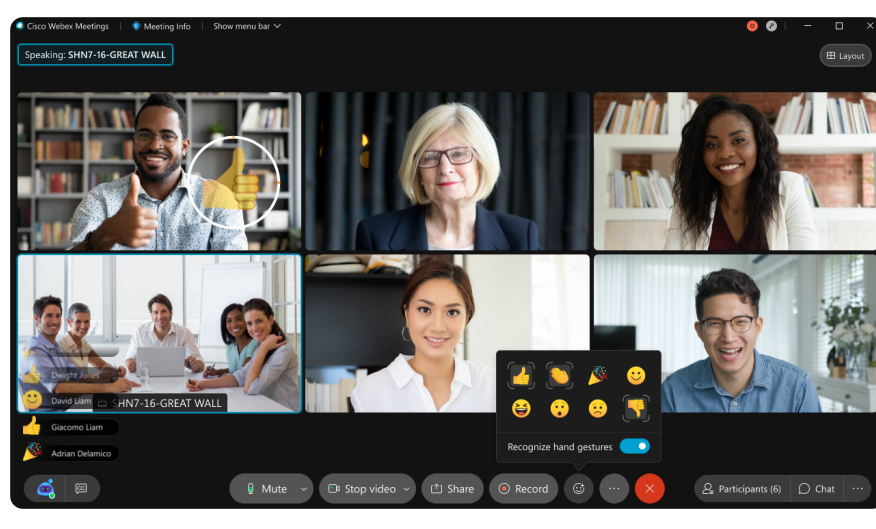 Cisco Webex Meetings
Meeting Info
Show menu bar
Speaking: SHN7-16-GREAT WALL
Layout
Dwight Jones
David Liam
SHN7-16-GREAT WALL
Giacomo Liam
Adrian Delamico
Recognize hand gestures
CC
Mute
Stop video
Share
Record
Participants (6)
Chat